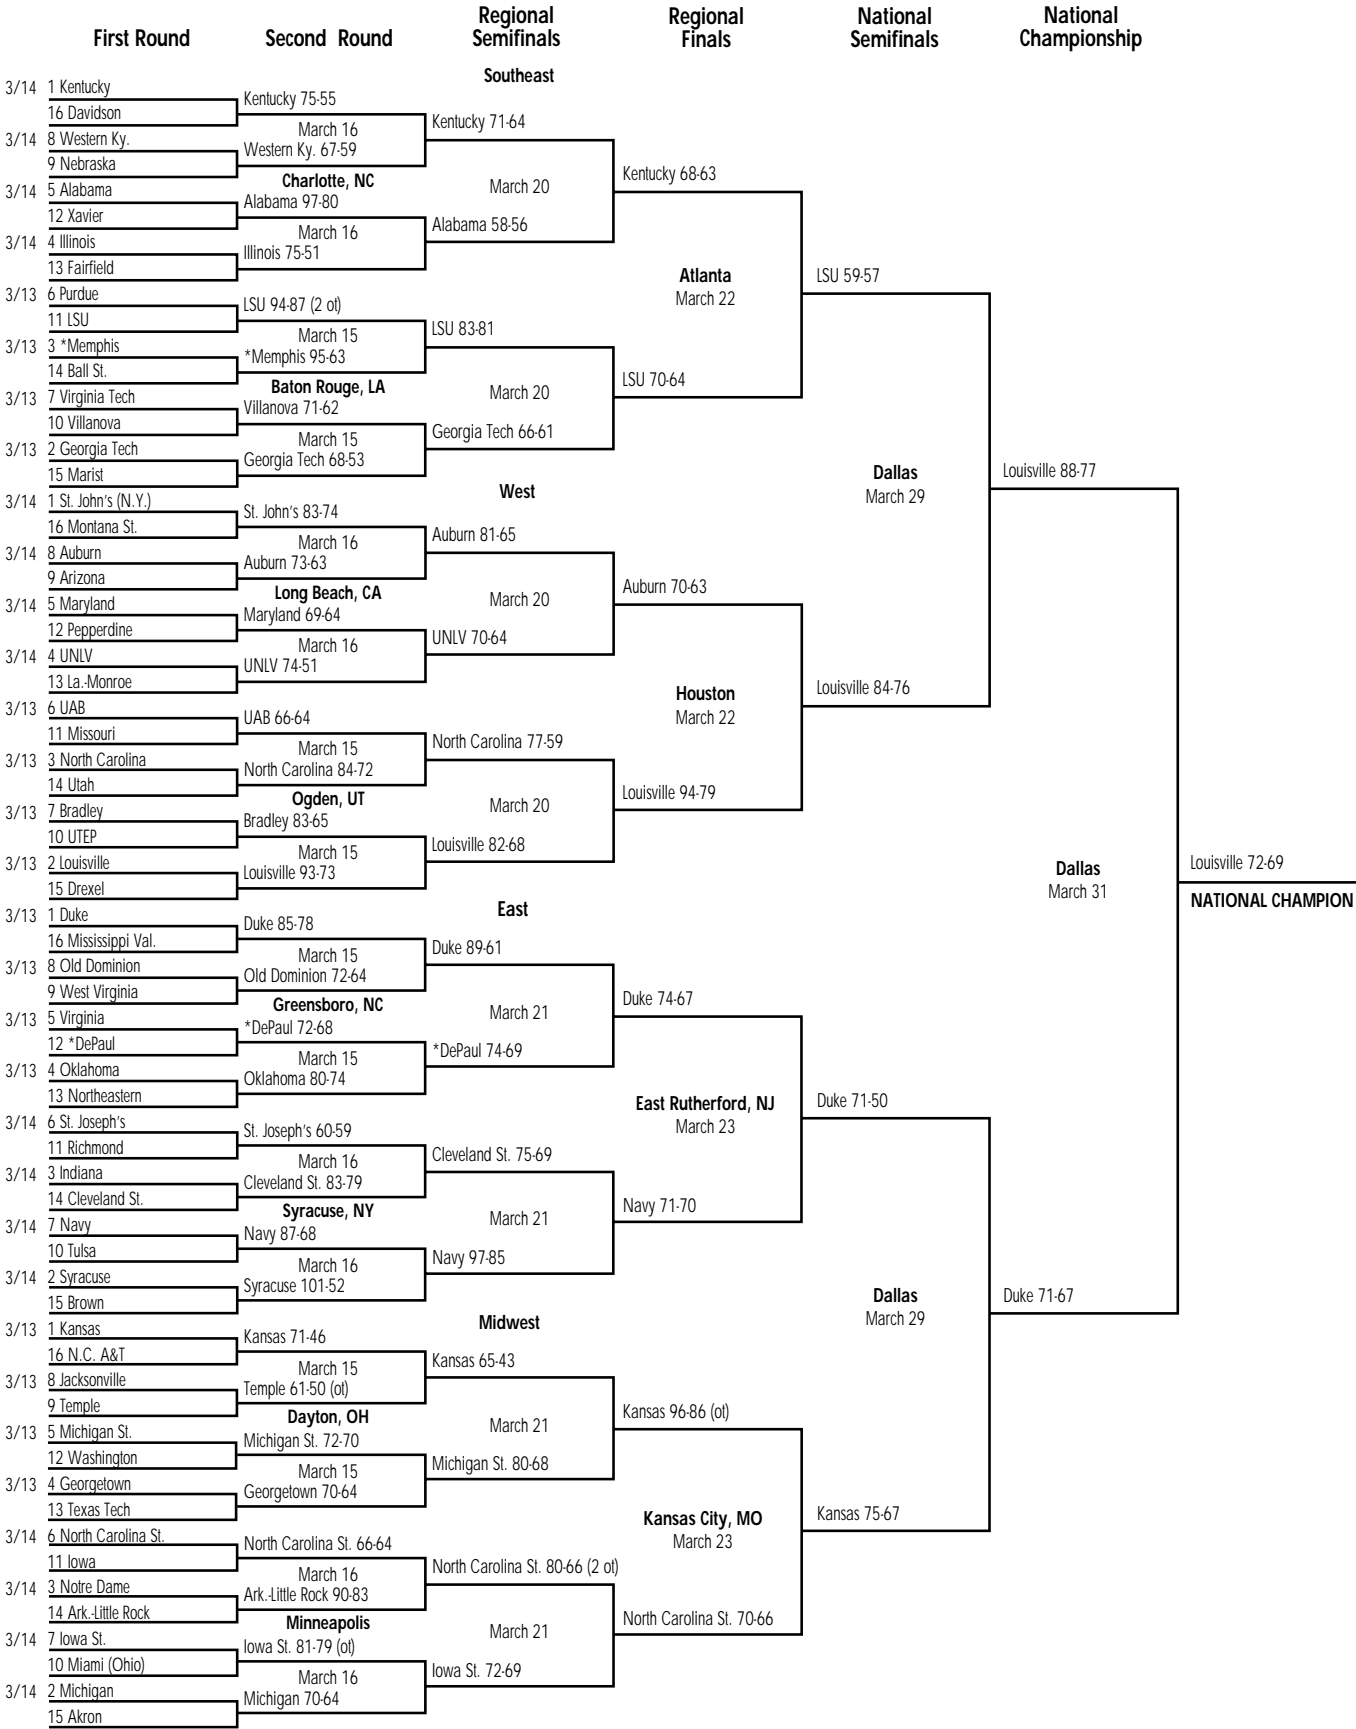 First Round
Second Round
Regional
Semifinals
Regional
Finals
National
Semifinals
National
Championship
Southeast
3/14 1 Kentucky
16 Davidson
3/14 8 Western Ky.
9 Nebraska
3/14 5 Alabama
12 Xavier
3/14 4 Illinois
13 Fairfield
3/13 6 Purdue
11 LSU
3/13 3 *Memphis
14 Ball St.
3/13 7 Virginia Tech
10 Villanova
3/13 2 Georgia Tech
15 Marist
Kentucky 75-55
March 16
Western Ky. 67-59
Charlotte, NC
Alabama 97-80
March 16
Illinois 75-51
LSU 94-87 (2 ot)
March 15
*Memphis 95-63
Baton Rouge, LA
Villanova 71-62
March 15
Georgia Tech 68-53
Kentucky 71-64
March 20
Alabama 58-56
LSU 83-81
March 20
Georgia Tech 66-61
Kentucky 68-63
Atlanta
March 22
LSU 70-64
LSU 59-57
West
3/14 1 St. John's (N.Y.)
16 Montana St.
3/14 8 Auburn
9 Arizona
3/14 5 Maryland
12 Pepperdine
3/14 4 UNLV
13 La.-Monroe
3/13 6 UAB
11 Missouri
3/13 3 North Carolina
14 Utah
3/13 7 Bradley
10 UTEP
3/13 2 Louisville
15 Drexel
St. John's 83-74
March 16
Auburn 73-63
Long Beach, CA
Maryland 69-64
March 16
UNLV 74-51
UAB 66-64
March 15
North Carolina 84-72
Ogden, UT
Bradley 83-65
March 15
Louisville 93-73
Auburn 81-65
March 20
UNLV 70-64
North Carolina 77-59
March 20
Louisville 82-68
Auburn 70-63
Houston
March 22
Louisville 94-79
Louisville 84-76
Dallas
March 29
Louisville 88-77
East
3/13 1 Duke
16 Mississippi Val.
3/13 8 Old Dominion
9 West Virginia
3/13 5 Virginia
12 *DePaul
3/13 4 Oklahoma
13 Northeastern
3/14 6 St. Joseph's
11 Richmond
3/14 3 Indiana
14 Cleveland St.
3/14 7 Navy
10 Tulsa
3/14 2 Syracuse
15 Brown
Duke 85-78
March 15
Old Dominion 72-64
Greensboro, NC
*DePaul 72-68
March 15
Oklahoma 80-74
St. Joseph's 60-59
March 16
Cleveland St. 83-79
Syracuse, NY
Navy 87-68
March 16
Syracuse 101-52
Duke 89-61
March 21
*DePaul 74-69
Cleveland St. 75-69
March 21
Navy 97-85
Duke 74-67
East Rutherford, NJ
March 23
Navy 71-70
Duke 71-50
Midwest
3/13 1 Kansas
16 N.C. A&T
3/13 8 Jacksonville
9 Temple
3/13 5 Michigan St.
12 Washington
3/13 4 Georgetown
13 Texas Tech
3/14 6 North Carolina St.
11 Iowa
3/14 3 Notre Dame
14 Ark.-Little Rock
3/14 7 Iowa St.
10 Miami (Ohio)
3/14 2 Michigan
15 Akron
Kansas 71-46
March 15
Temple 61-50 (ot)
Dayton, OH
Michigan St. 72-70
March 15
Georgetown 70-64
North Carolina St. 66-64
March 16
Ark.-Little Rock 90-83
Minneapolis
Iowa St. 81-79 (ot)
March 16
Michigan 70-64
Kansas 65-43
March 21
Michigan St. 80-68
North Carolina St. 80-66 (2 ot)
March 21
Iowa St. 72-69
Kansas 96-86 (ot)
Kansas City, MO
March 23
North Carolina St. 70-66
Kansas 75-67
Dallas
March 29
Duke 71-67
Dallas
March 31
Louisville 72-69
NATIONAL CHAMPION